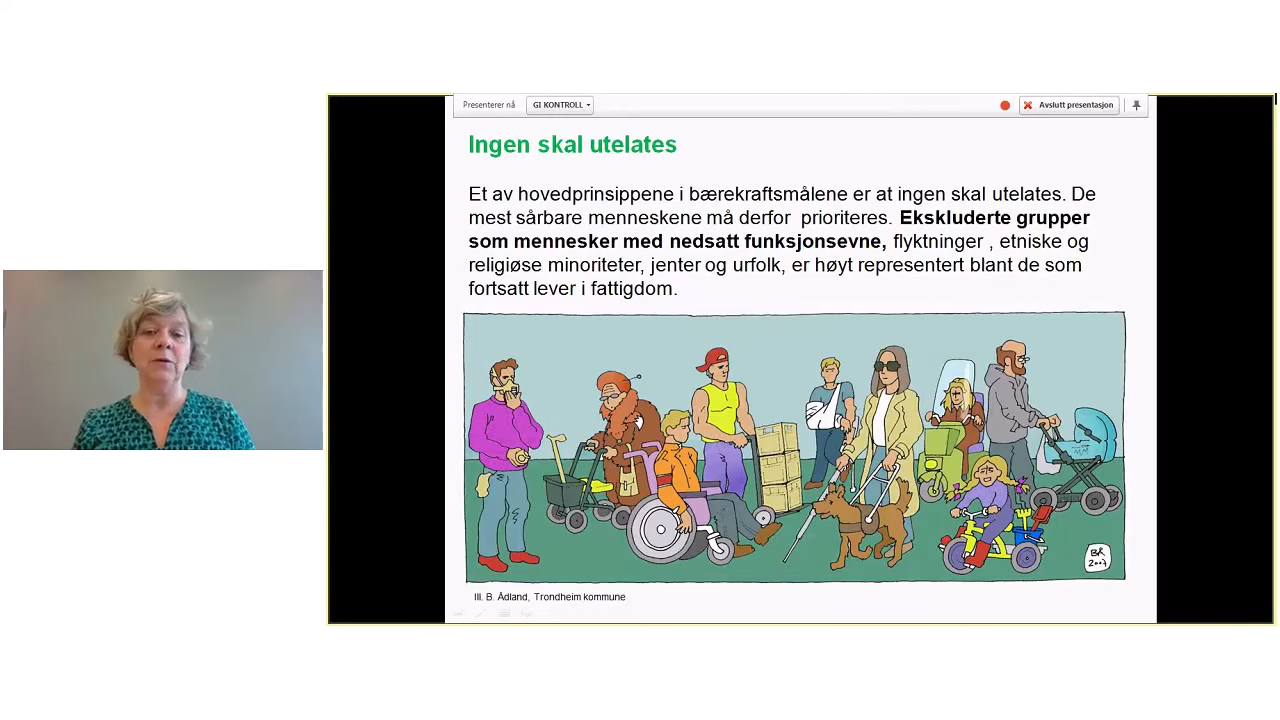 Presenterer nå GI KONTROLL Avslutt presentasjon
Ingen skal utelates
Et av hovedprinsippene i bærekraftsmålene er at ingen skal utelates. De
mest sårbare menneskene må derfor prioriteres. Ekskluderte grupper
som mennesker med nedsatt funksjonsevne, flyktninger , etniske og
religiøse minoriteter, jenter og urfolk, er høyt representert blant de som
fortsatt lever i fattigdom.
BR
2007
Ill. B. Ådland, Trondheim kommune